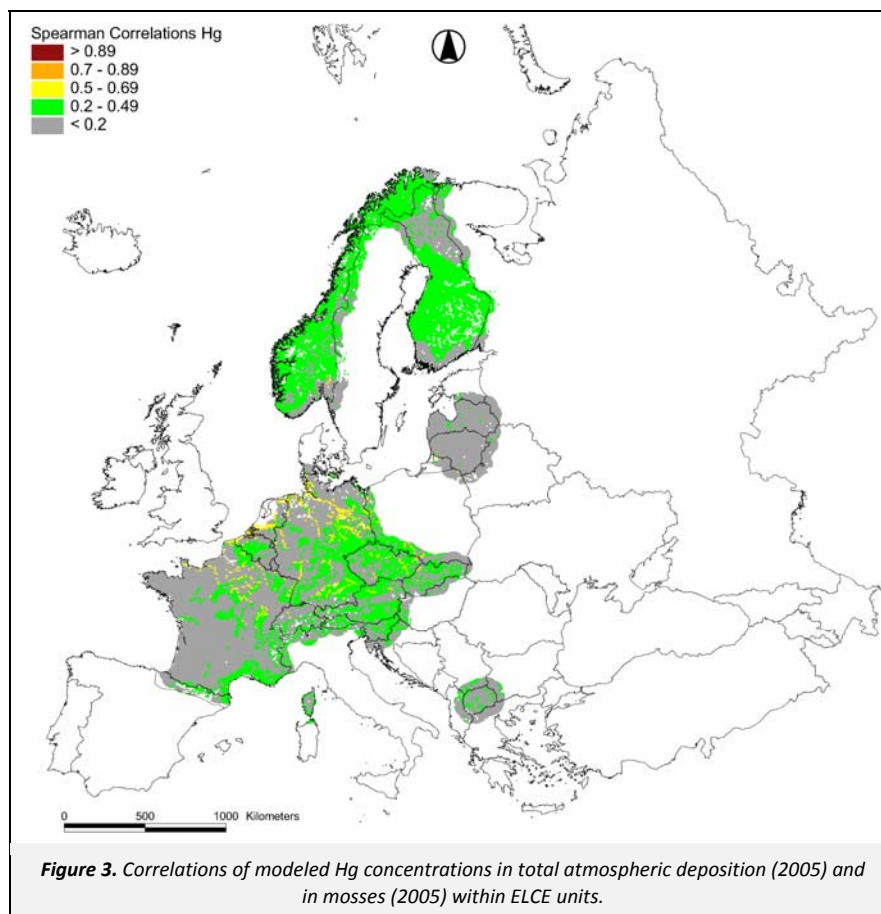 Spearman Correlations Hg
> 0.89
0.7 - 0.89
0.5 - 0.69
0.2 - 0.49
< 0.2
0 500 1000 Kilometers
Figure 3. Correlations of modeled Hg concentrations in total atmospheric deposition (2005) and
in mosses (2005) within ELCE units.